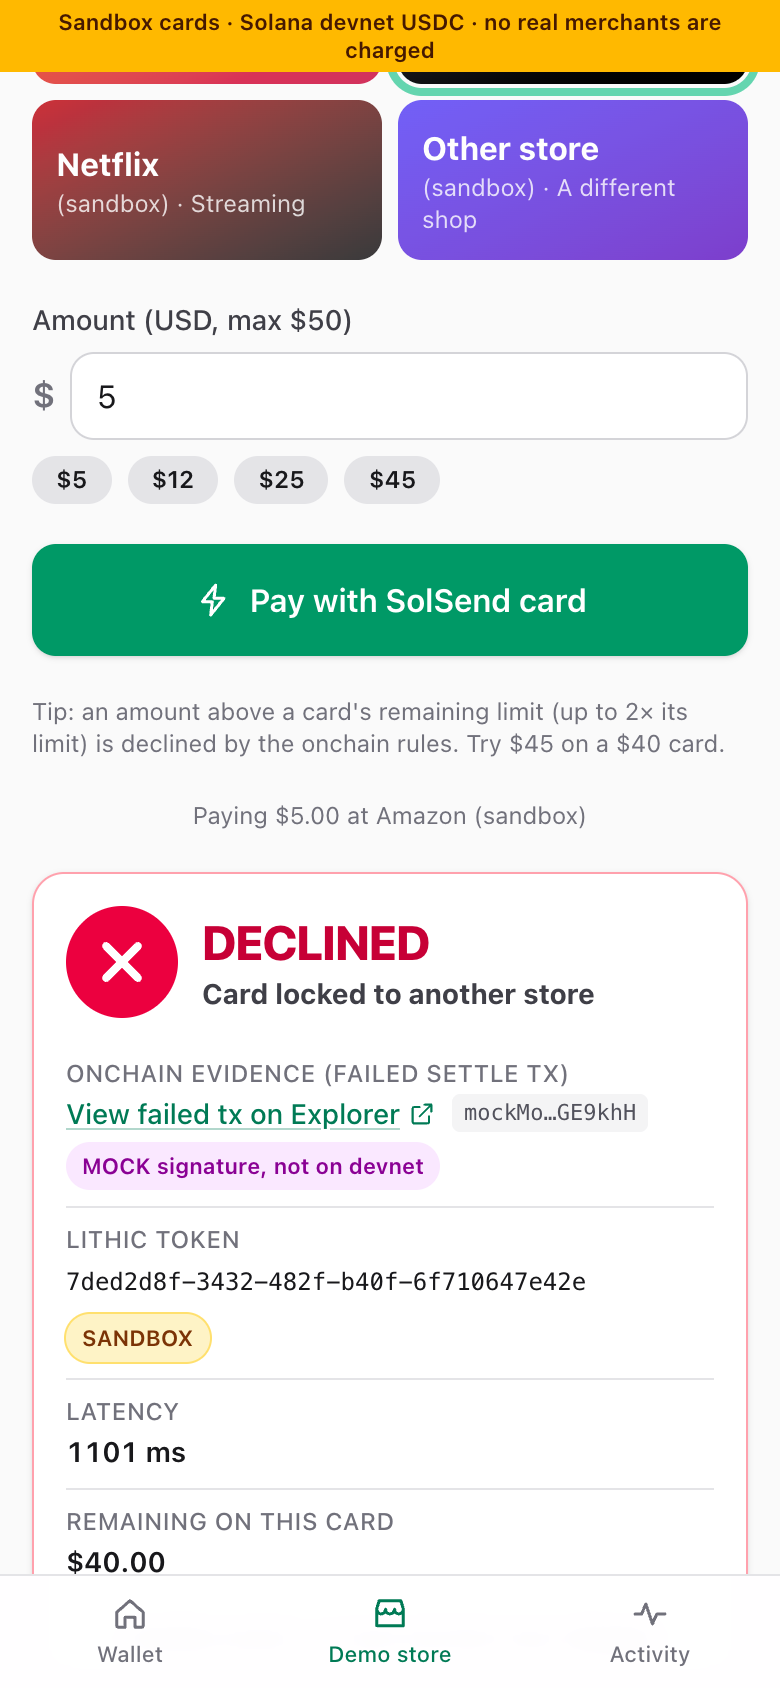 Sandbox cards · Solana devnet USDC · no real merchants are
charged
Netflix
(sandbox) · Streaming
Other store
(sandbox) · A different
shop
Amount (USD, max $50)
$ 5
$5 $12 $25 $45
Pay with SolSend card
Tip: an amount above a card's remaining limit (up to 2× its
limit) is declined by the onchain rules. Try $45 on a $40 card.
Paying $5.00 at Amazon (sandbox)
DECLINED
Card locked to another store
ONCHAIN EVIDENCE (FAILED SETTLE TX)
View failed tx on Explorer mockMo…GE9khH
MOCK signature, not on devnet
LITHIC TOKEN
7ded2d8f-3432-482f-b40f-6f710647e42e
SANDBOX
LATENCY
1101 ms
REMAINING ON THIS CARD
$40.00
Wallet Demo store Activity